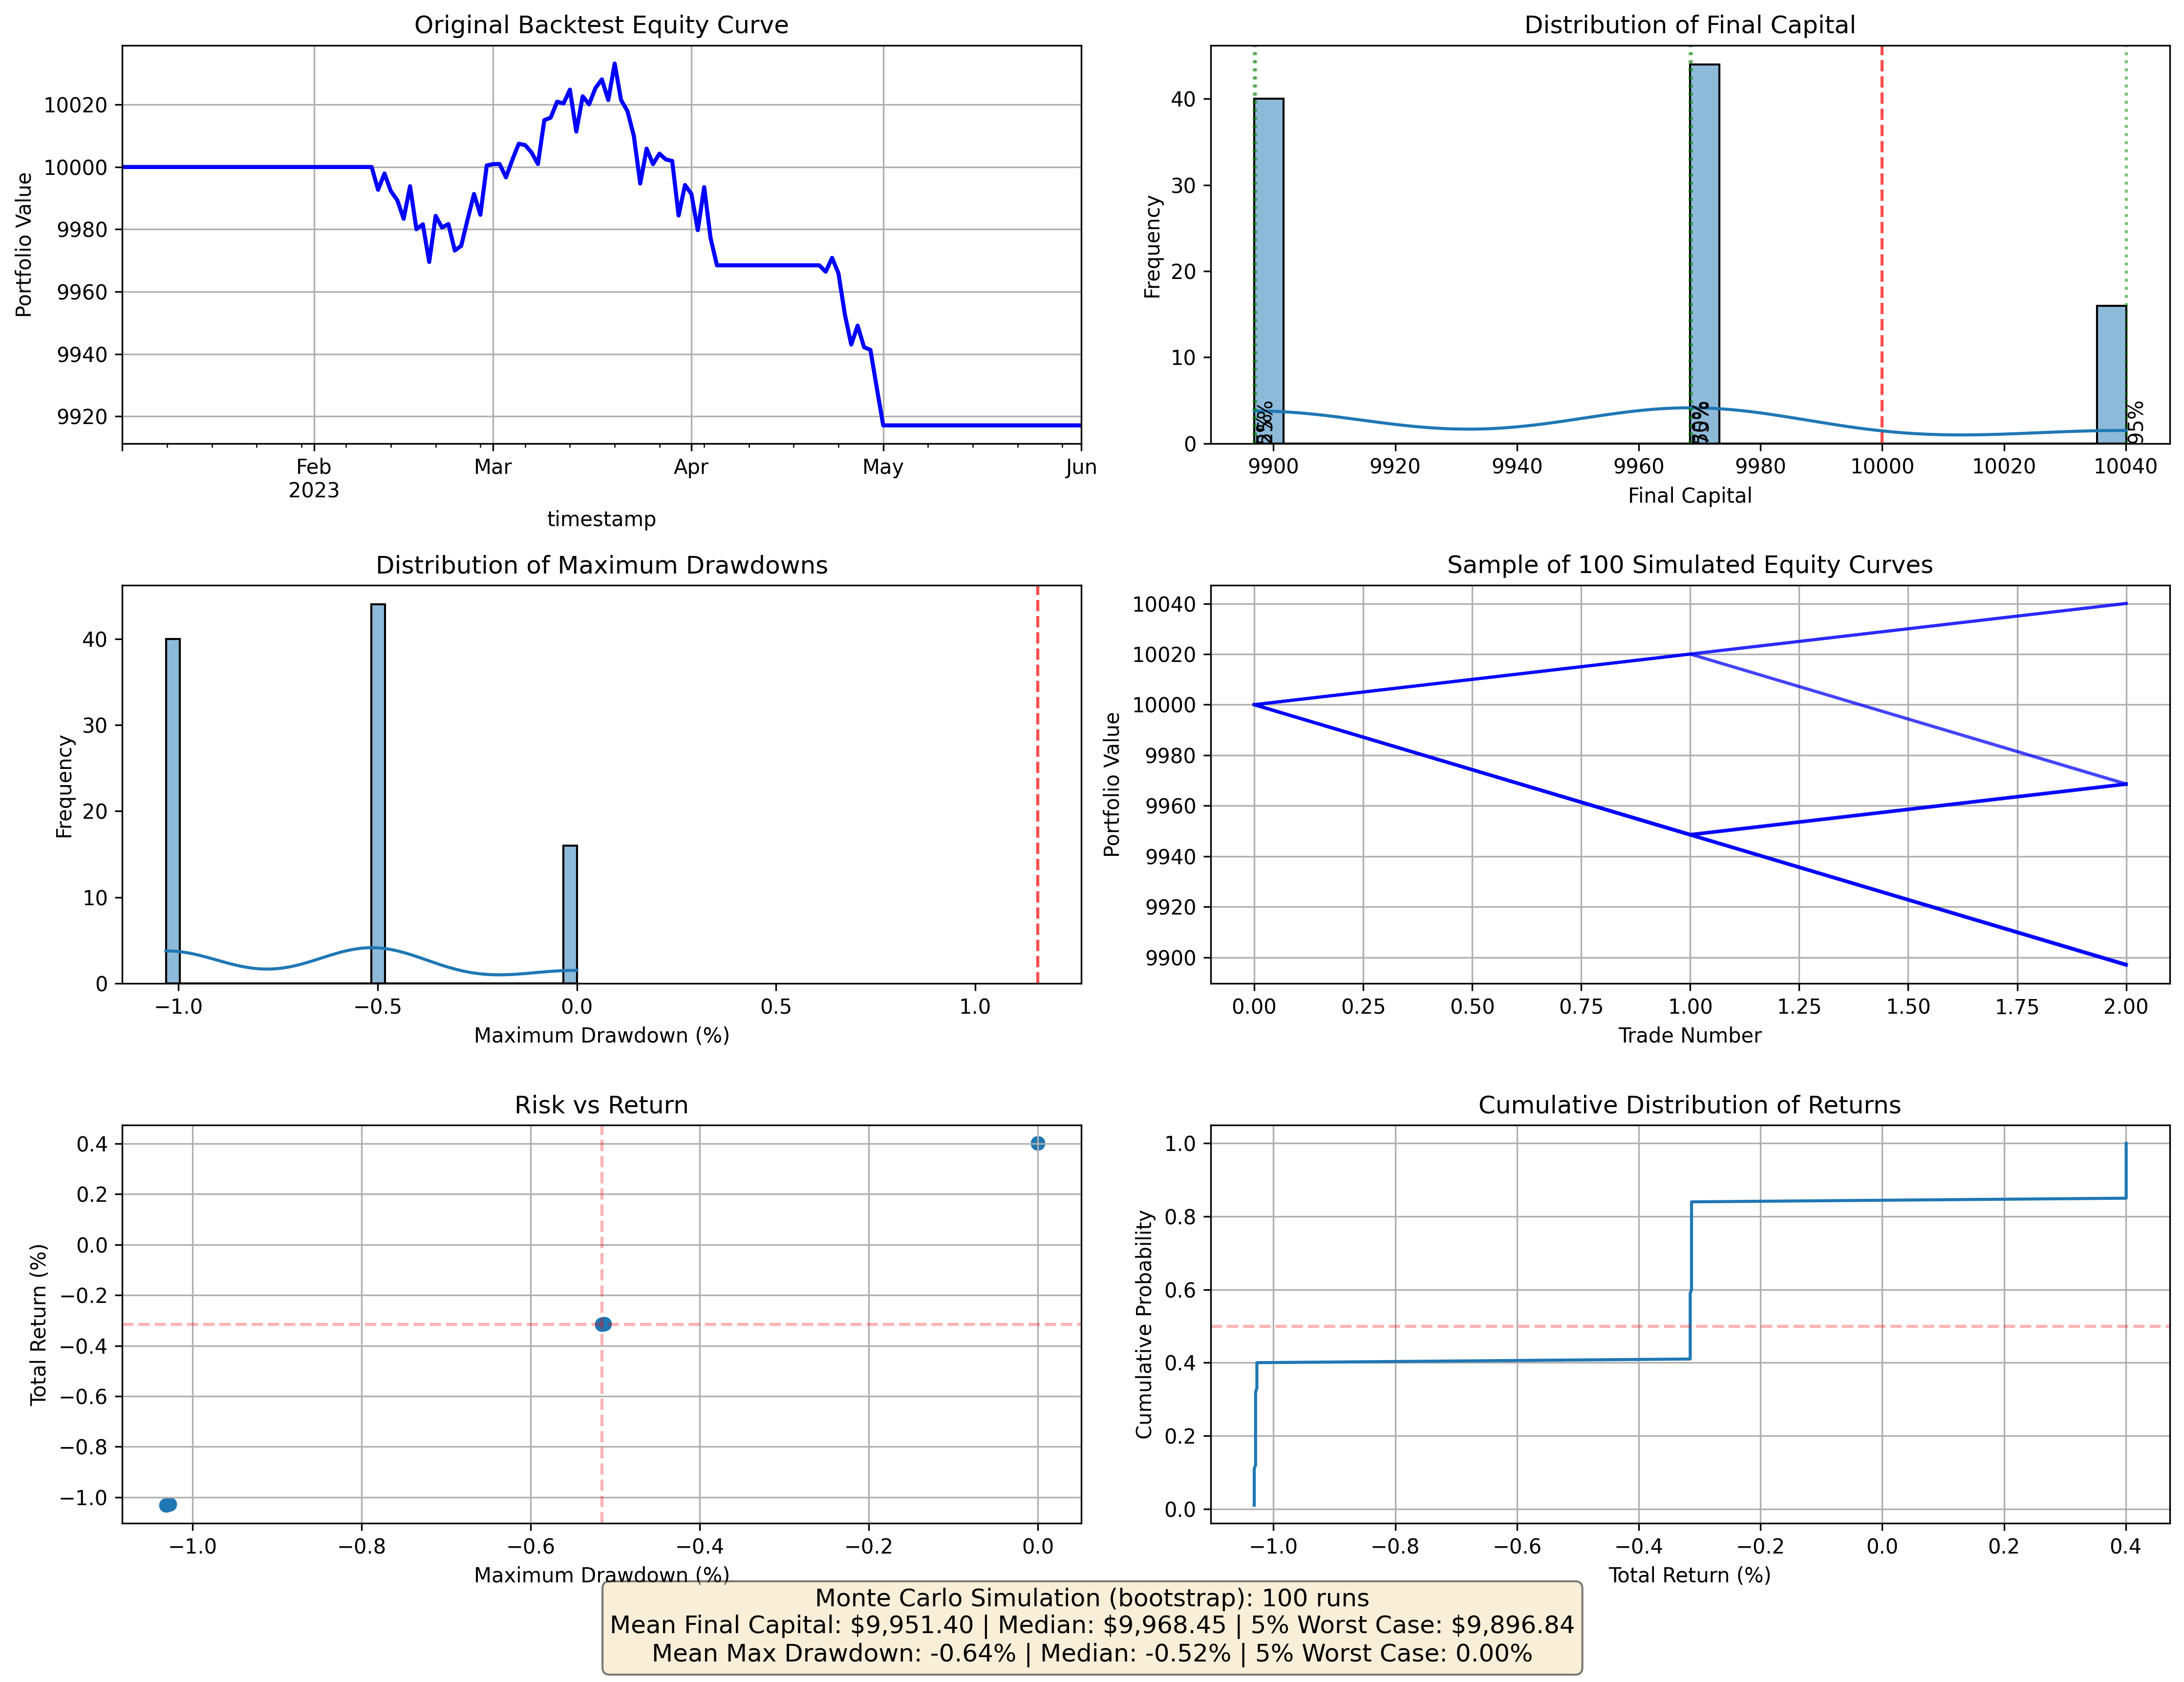 Original Backtest Equity Curve
Portfolio Value
10020
10000
9980
9960
9940
9920
Feb
2023
Mar
Apr
May
Jun
timestamp
Distribution of Final Capital
Frequency
40
30
20
10
0
95%
9900
9920
9940
9960
9980
10000
10020
10040
Final Capital
Distribution of Maximum Drawdowns
Frequency
40
30
20
10
0
−1.0
−0.5
0.0
0.5
1.0
Maximum Drawdown (%)
Sample of 100 Simulated Equity Curves
Portfolio Value
10040
10020
10000
9980
9960
9940
9920
9900
0.00
0.25
0.50
0.75
1.00
1.25
1.50
1.75
2.00
Trade Number
Risk vs Return
Total Return (%)
0.4
0.2
0.0
−0.2
−0.4
−0.6
−0.8
−1.0
−1.0
−0.8
−0.6
−0.4
−0.2
0.0
Maximum Drawdown (%)
Cumulative Distribution of Returns
Cumulative Probability
1.0
0.8
0.6
0.4
0.2
0.0
−1.0
−0.8
−0.6
−0.4
−0.2
0.0
0.2
0.4
Total Return (%)
Monte Carlo Simulation (bootstrap): 100 runs
Mean Final Capital: $9,951.40 | Median: $9,968.45 | 5% Worst Case: $9,896.84
Mean Max Drawdown: -0.64% | Median: -0.52% | 5% Worst Case: 0.00%